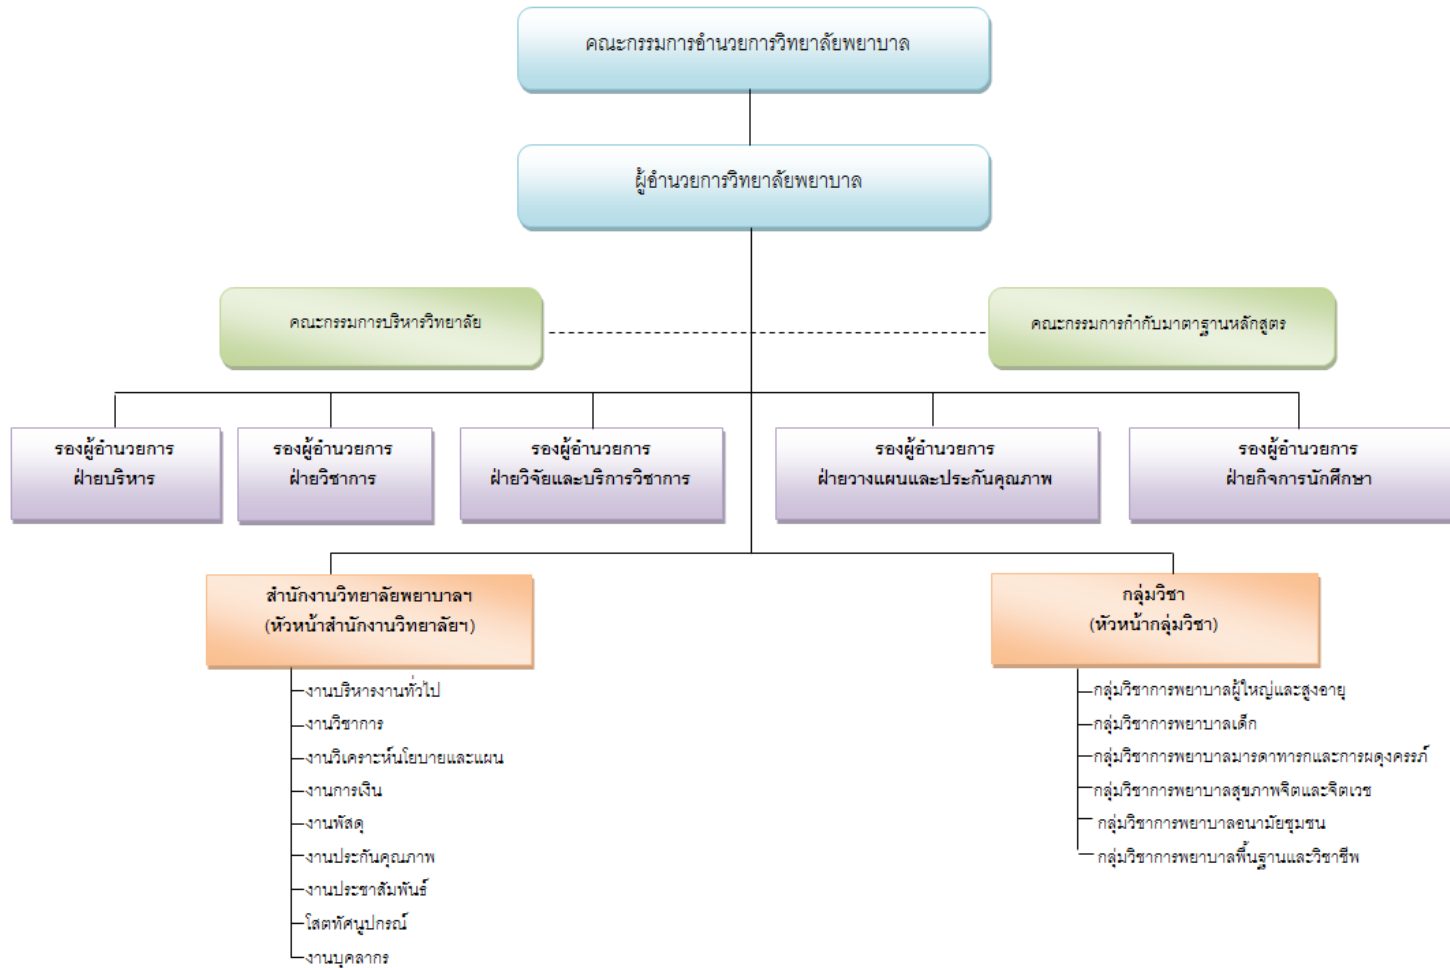 คณะกรรมการอำนวยการวิทยาลัยพยาบาล
ผู้อำนวยการวิทยาลัยพยาบาล
คณะกรรมการบริหารวิทยาลัย
คณะกรรมการกำกับมาตาฐานหลักสูตร
รองผู้อำนวยการ
ฝ่ายบริหาร
รองผู้อำนวยการ
ฝ่ายวิชาการ
รองผู้อำนวยการ
ฝ่ายวิจัยและบริการวิชาการ
รองผู้อำนวยการ
ฝ่ายวางแผนและประกันคุณภาพ
รองผู้อำนวยการ
ฝ่ายกิจการนักศึกษา
สำนักงานวิทยาลัยพยาบาลฯ
(หัวหน้าสำนักงานวิทยาลัยฯ)
งานบริหารงานทั่วไป
งานวิชาการ
งานวิเคราะห์นโยบายและแผน
งานการเงิน
งานพัสดุ
งานประกันคุณภาพ
งานประชาสัมพันธ์
โสตทัศนูปกรณ์
งานบุคลากร
กลุ่มวิชา
(หัวหน้ากลุ่มวิชา)
กลุ่มวิชาการพยาบาลผู้ใหญ่และสูงอายุ
กลุ่มวิชาการพยาบาลเด็ก
กลุ่มวิชาการพยาบาลมารดาทารกและการผดุงครรภ์
กลุ่มวิชาการพยาบาลสุขภาพจิตและจิตเวช
กลุ่มวิชาการพยาบาลอนามัยชุมชน
กลุ่มวิชาการพยาบาลพื้นฐานและวิชาชีพ